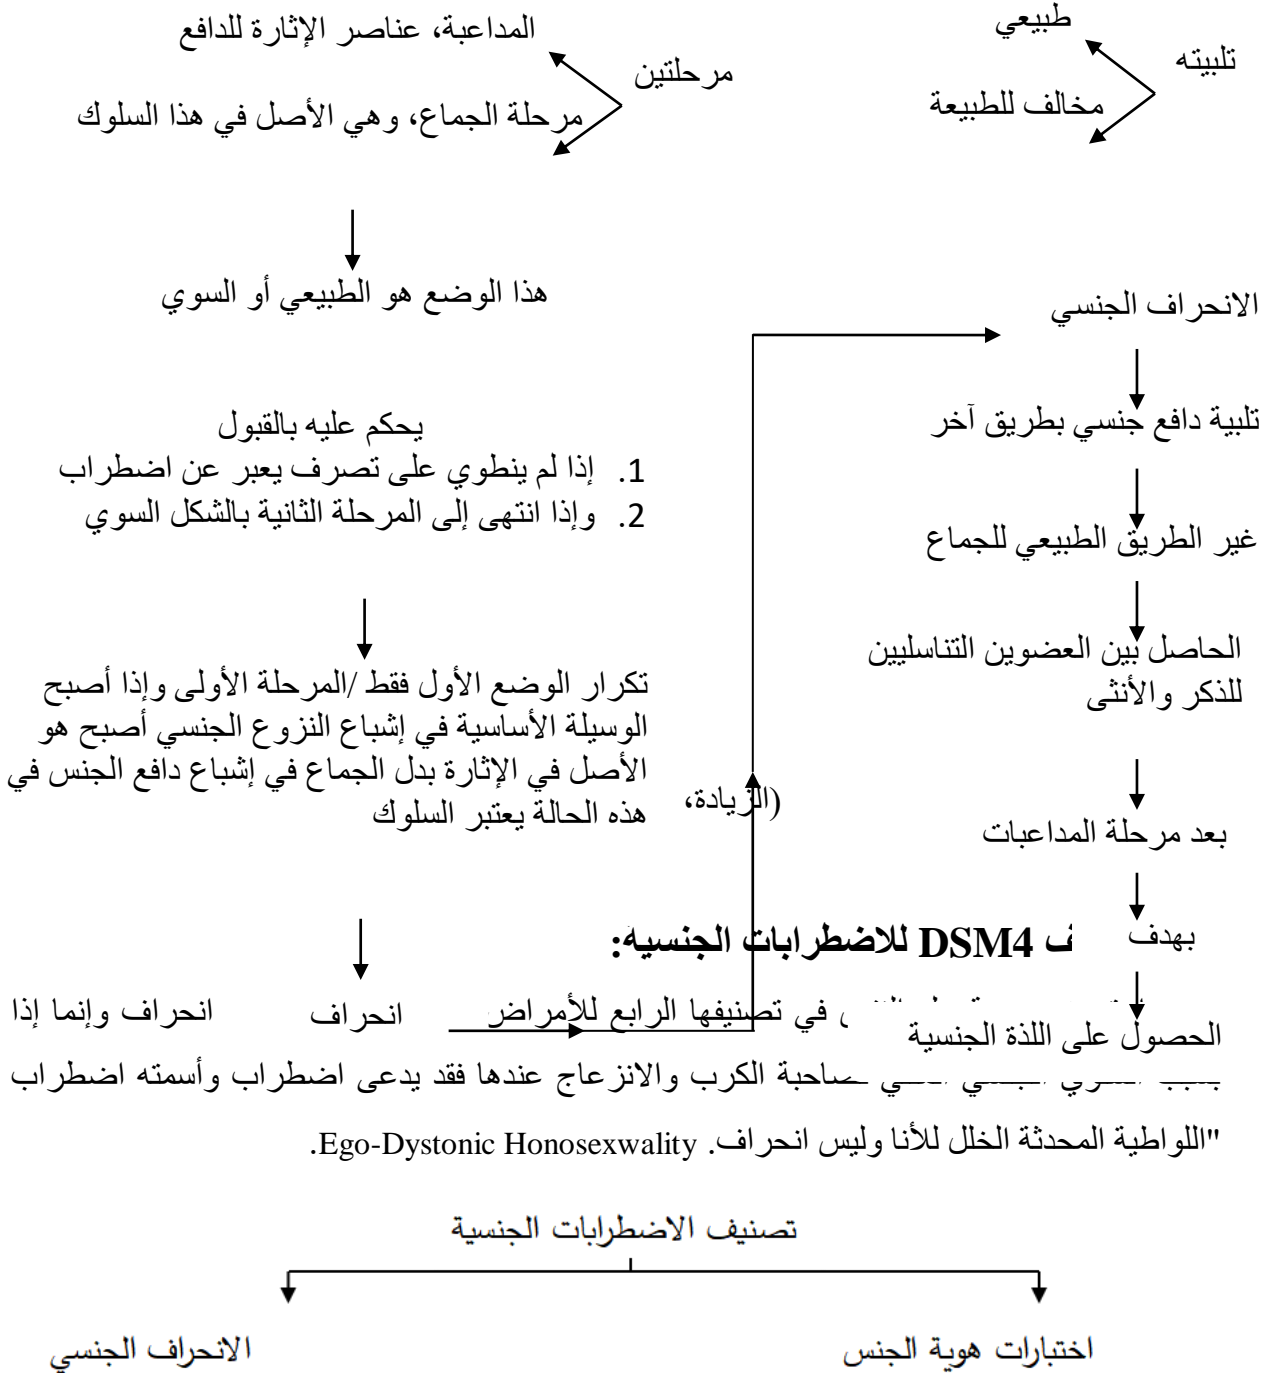 طبيعي
تلبيته
مخالف للطبيعة
المداعبة، عناصر الإثارة للدافع
مرحلتين
مرحلة الجماع، وهي الأصل في هذا السلوك
هذا الوضع هو الطبيعي أو السوي
يحكم عليه بالقبول
1. إذا لم ينطوي على تصرف يعبر عن اضطراب
2. وإذا انتهى إلى المرحلة الثانية بالشكل السوي
تكرار الوضع الأول فقط /المرحلة الأولى وإذا أصبح
الوسيلة الأساسية في إشباع النزوع الجنسي أصبح هو
الأصل في الإثارة بدل الجماع في إشباع دافع الجنس في
هذه الحالة يعتبر السلوك
انحراف
(الزيادة،
الانحراف الجنسي
تلبية دافع جنسي بطريق آخر
غير الطريق الطبيعي للجماع
الحاصل بين العضوين التناسليين
للذكر والأنثى
بعد مرحلة المداعبات
بهدف
الحصول على اللذة الجنسية
ف DSM4 للاضطرابات الجنسية:
في تصنيفها الرابع للأمراض انحراف وإنما إذا
الكرب والانزعاج عندها فقد يدعى اضطراب وأسمته اضطراب
"اللواطية المحدثة الخلل للأنا وليس انحراف. Ego-Dystonic Honosexwality.
تصنيف الاضطرابات الجنسية
اختبارات هوية الجنس
الانحراف الجنسي